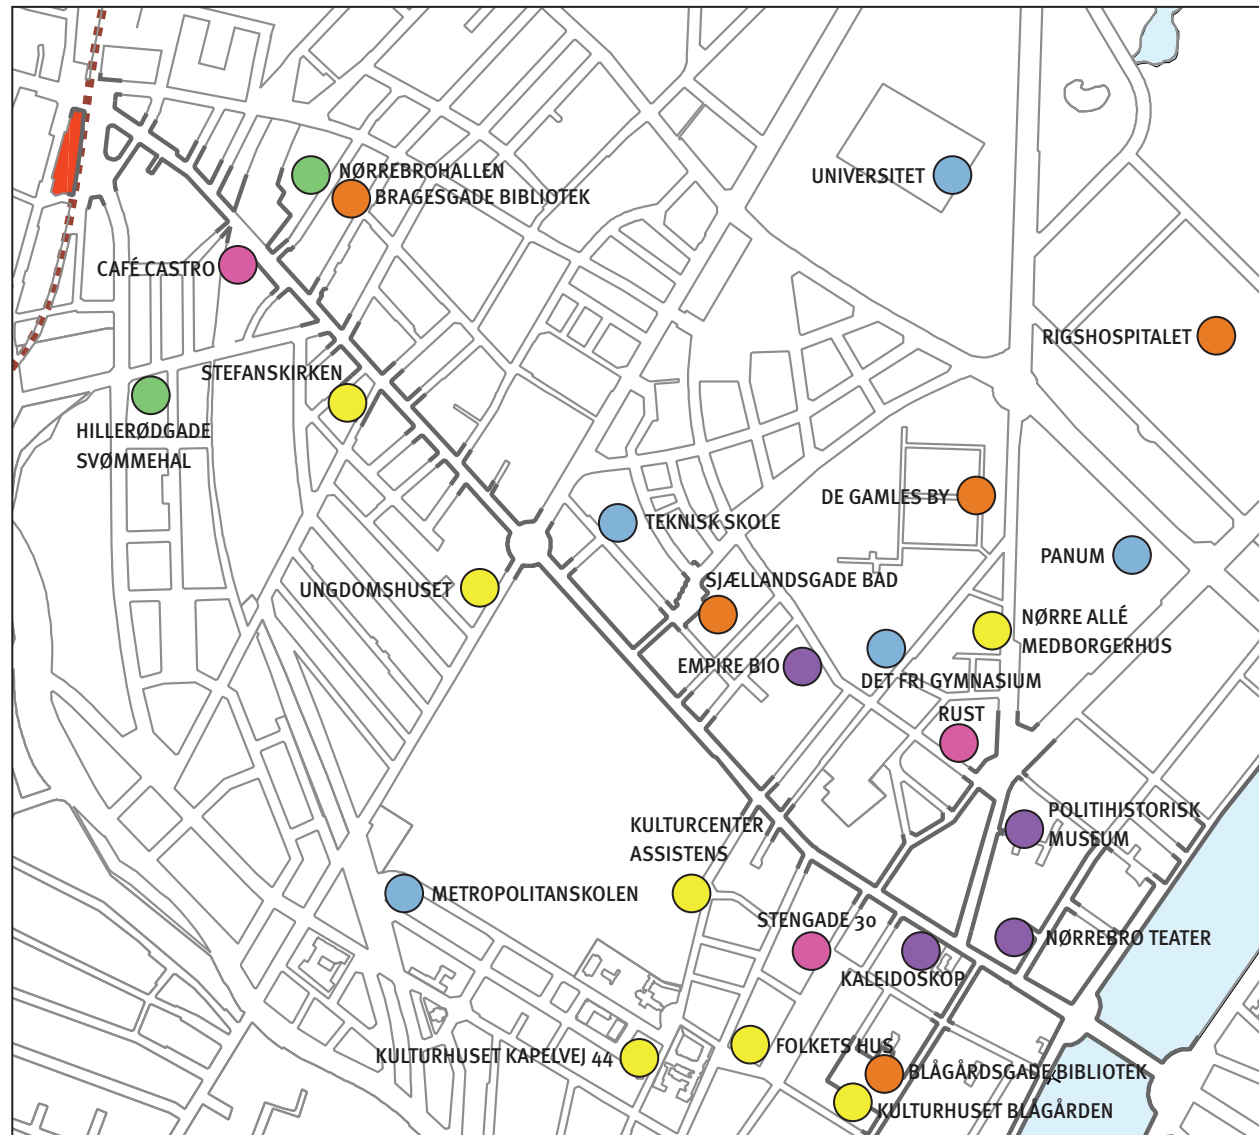 NØRREBROHALLEN
BRAGESGADE BIBLIOTEK
UNIVERSITET
CAFÉ CASTRO
RIGSHOSPITALET
STEFANSKIRKEN
HILLERØDGADE
SVØMMEHAL
DE GAMLES BY
TEKNISK SKOLE
PANUM
SJÆLLANDSGADE BAD
UNGDOMSHUSET
NØRRE ALLÉ
MEDBORGERHUS
EMPIRE BIO
DET FRI GYMNASIUM
RUST
POLITIHISTORISK
MUSEUM
KULTURCENTER
ASSISTENS
METROPOLITANSKOLEN
STENGADE 30
NØRREBRO TEATER
KALEIDOSKOP
FOLKETS HUS
KULTURHUSET KAPELVEJ 44
BLÅGÅRDSGADE BIBLIOTEK
KULTURHUSET BLÅGÅRDEN